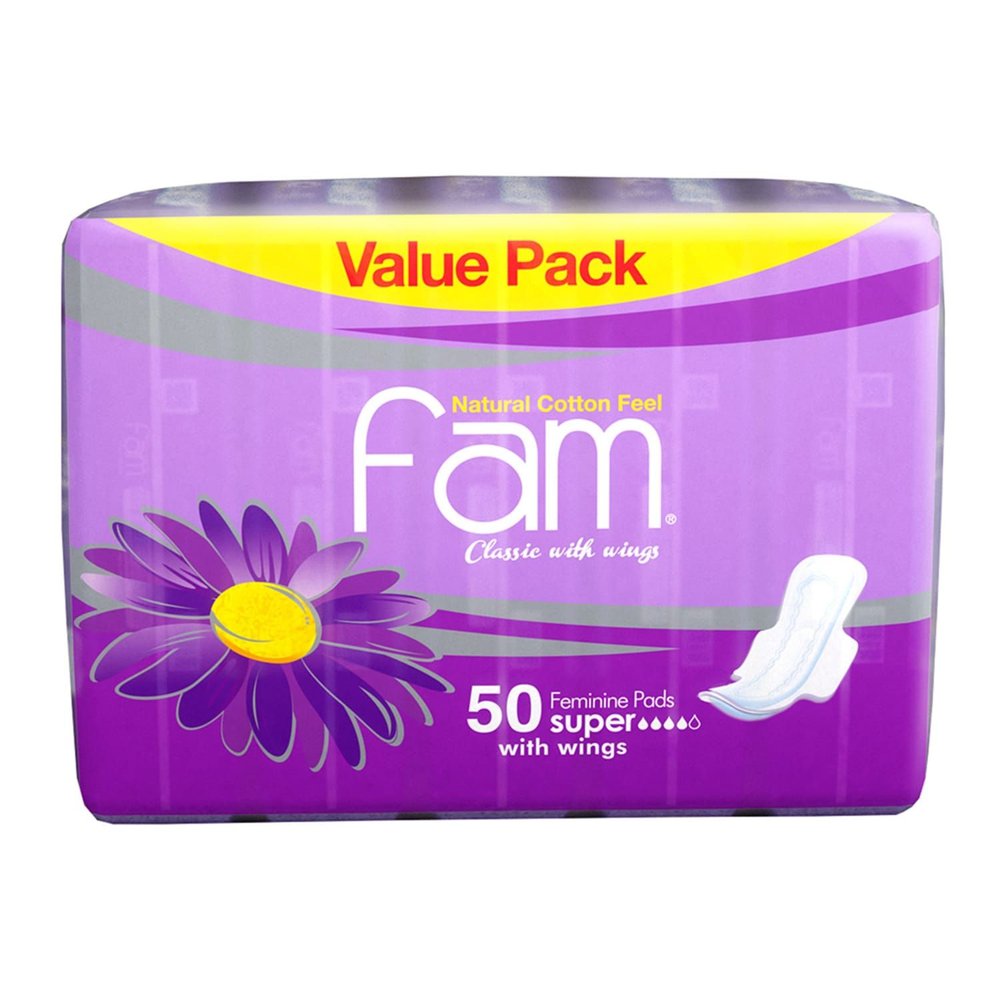 Value Pack
Natural Cotton Feel
fam®
Classic with wings
50 Feminine Pads
super
with wings